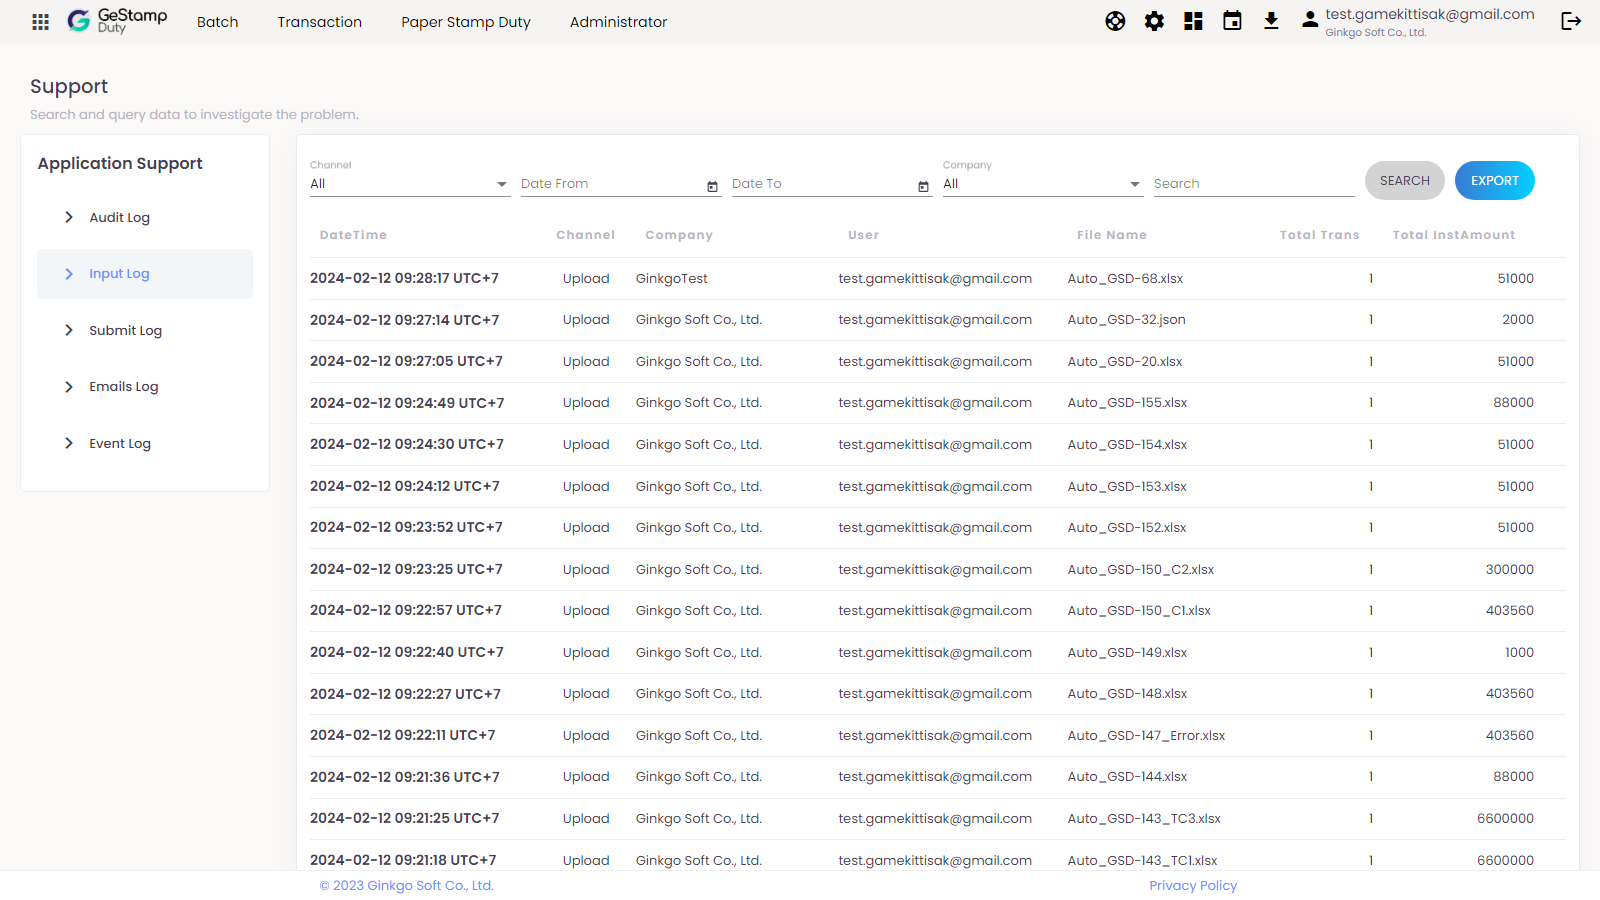 GeStamp
Duty
Batch
Transaction
Paper Stamp Duty
Administrator
test.gamekittisak@gmail.com
Ginkgo Soft Co., Ltd.
Support
Search and query data to investigate the problem.
Application Support
Audit Log
Input Log
Submit Log
Emails Log
Event Log
Channel
All
Date From
Date To
Company
All
Search
SEARCH
EXPORT
DateTime Channel Company User File Name Total Trans Total InstAmount
2024-02-12 09:28:17 UTC+7 Upload GinkgoTest test.gamekittisak@gmail.com Auto_GSD-68.xlsx 1 51000
2024-02-12 09:27:14 UTC+7 Upload Ginkgo Soft Co., Ltd. test.gamekittisak@gmail.com Auto_GSD-32.json 1 2000
2024-02-12 09:27:05 UTC+7 Upload Ginkgo Soft Co., Ltd. test.gamekittisak@gmail.com Auto_GSD-20.xlsx 1 51000
2024-02-12 09:24:49 UTC+7 Upload Ginkgo Soft Co., Ltd. test.gamekittisak@gmail.com Auto_GSD-155.xlsx 1 88000
2024-02-12 09:24:30 UTC+7 Upload Ginkgo Soft Co., Ltd. test.gamekittisak@gmail.com Auto_GSD-154.xlsx 1 51000
2024-02-12 09:24:12 UTC+7 Upload Ginkgo Soft Co., Ltd. test.gamekittisak@gmail.com Auto_GSD-153.xlsx 1 51000
2024-02-12 09:23:52 UTC+7 Upload Ginkgo Soft Co., Ltd. test.gamekittisak@gmail.com Auto_GSD-152.xlsx 1 51000
2024-02-12 09:23:25 UTC+7 Upload Ginkgo Soft Co., Ltd. test.gamekittisak@gmail.com Auto_GSD-150_C2.xlsx 1 300000
2024-02-12 09:22:57 UTC+7 Upload Ginkgo Soft Co., Ltd. test.gamekittisak@gmail.com Auto_GSD-150_C1.xlsx 1 403560
2024-02-12 09:22:40 UTC+7 Upload Ginkgo Soft Co., Ltd. test.gamekittisak@gmail.com Auto_GSD-149.xlsx 1 1000
2024-02-12 09:22:27 UTC+7 Upload Ginkgo Soft Co., Ltd. test.gamekittisak@gmail.com Auto_GSD-148.xlsx 1 403560
2024-02-12 09:22:11 UTC+7 Upload Ginkgo Soft Co., Ltd. test.gamekittisak@gmail.com Auto_GSD-147_Error.xlsx 1 403560
2024-02-12 09:21:36 UTC+7 Upload Ginkgo Soft Co., Ltd. test.gamekittisak@gmail.com Auto_GSD-144.xlsx 1 88000
2024-02-12 09:21:25 UTC+7 Upload Ginkgo Soft Co., Ltd. test.gamekittisak@gmail.com Auto_GSD-143_TC3.xlsx 1 6600000
2024-02-12 09:21:18 UTC+7 Upload Ginkgo Soft Co., Ltd. test.gamekittisak@gmail.com Auto_GSD-143_TC1.xlsx 1 6600000
© 2023 Ginkgo Soft Co., Ltd.
Privacy Policy